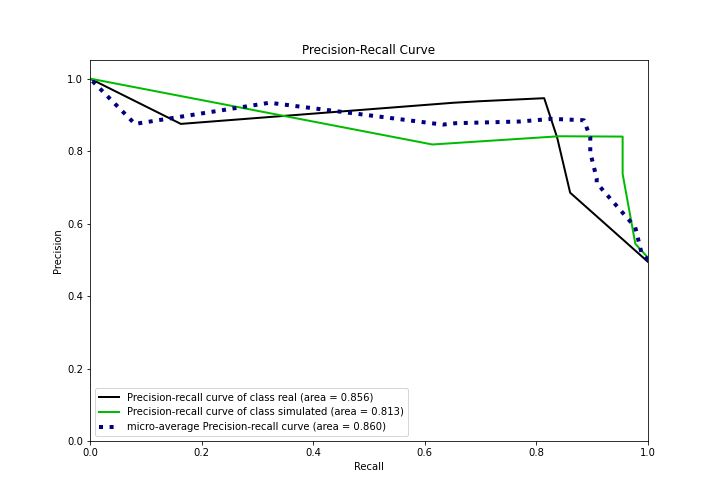 Precision-Recall Curve
1.0
0.8
0.6
0.4
0.2
0.0
Precision
Precision-recall curve of class real (area = 0.856)
Precision-recall curve of class simulated (area = 0.813)
micro-average Precision-recall curve (area = 0.860)
0.0 0.2 0.4 0.6 0.8 1.0
Recall